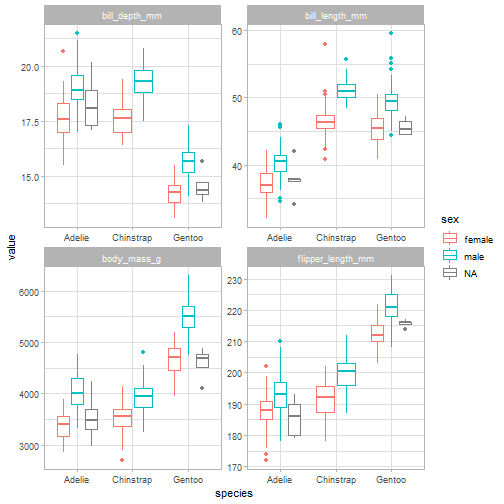 bill_depth_mm
bill_length_mm
20.0
17.5
15.0
60
50
40
Adelie Chinstrap Gentoo
Adelie Chinstrap Gentoo
value
body_mass_g
flipper_length_mm
6000
5000
4000
3000
230
220
210
200
190
180
170
Adelie Chinstrap Gentoo
Adelie Chinstrap Gentoo
species
sex
female
male
NA